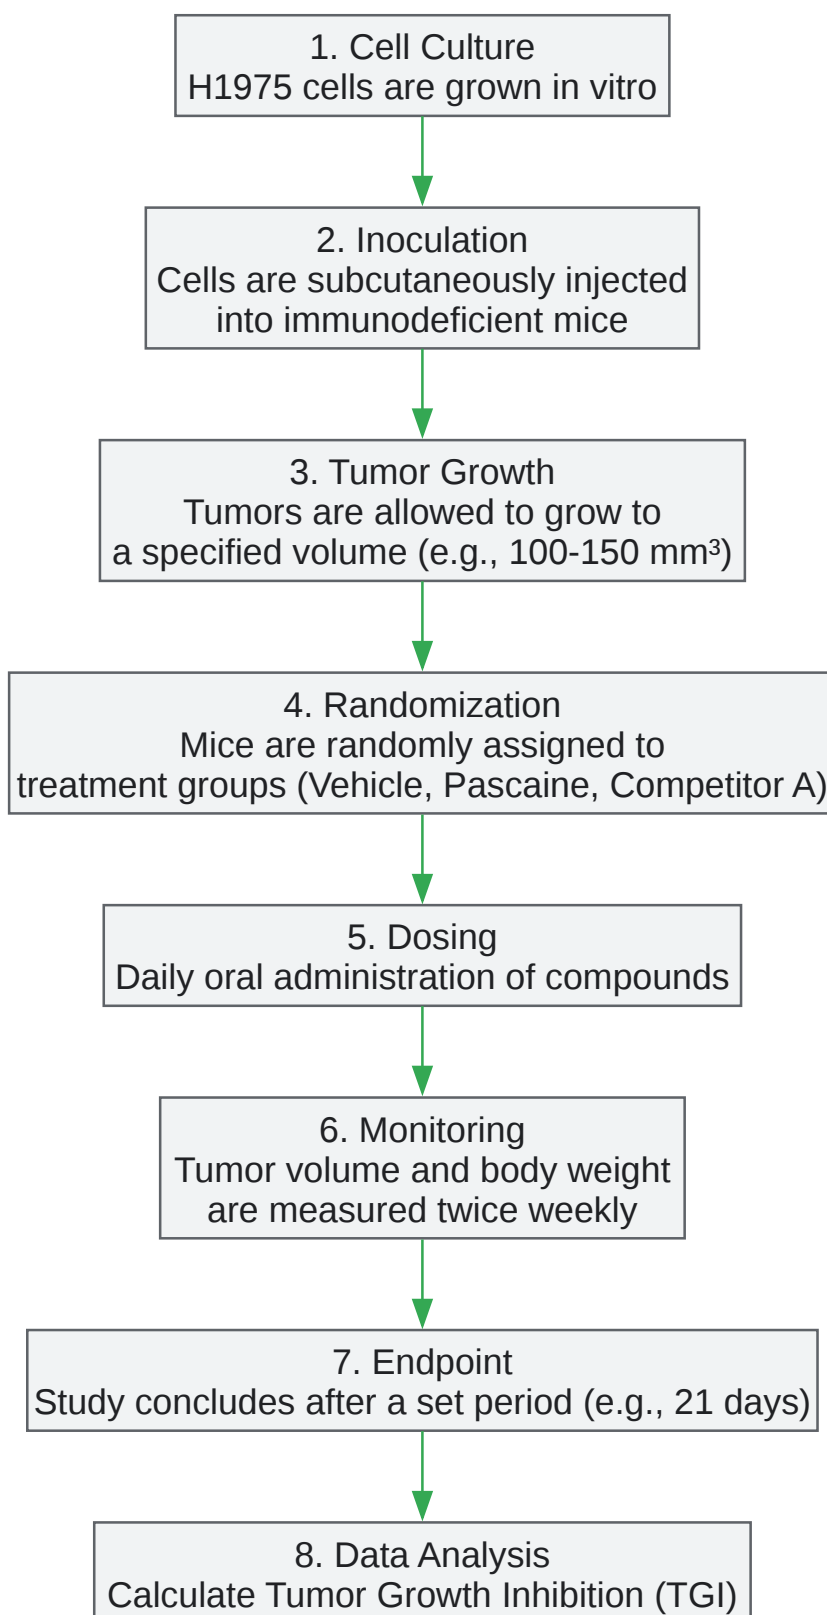 1. Cell Culture
H1975 cells are grown in vitro
2. Inoculation
Cells are subcutaneously injected
into immunodeficient mice
3. Tumor Growth
Tumors are allowed to grow to
a specified volume (e.g., 100-150 mm³)
4. Randomization
Mice are randomly assigned to
treatment groups (Vehicle, Pascaine, Competitor A)
5. Dosing
Daily oral administration of compounds
6. Monitoring
Tumor volume and body weight
are measured twice weekly
7. Endpoint
Study concludes after a set period (e.g., 21 days)
8. Data Analysis
Calculate Tumor Growth Inhibition (TGI)